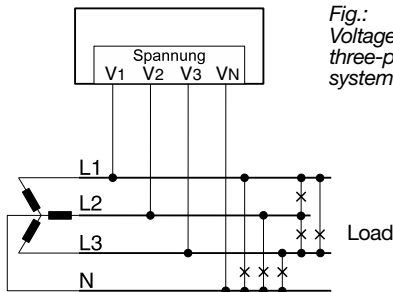 Fig.:
Voltage
three-p
system
Spannung
V1 V2 V3 VN
L1
L2
L3
N
Load